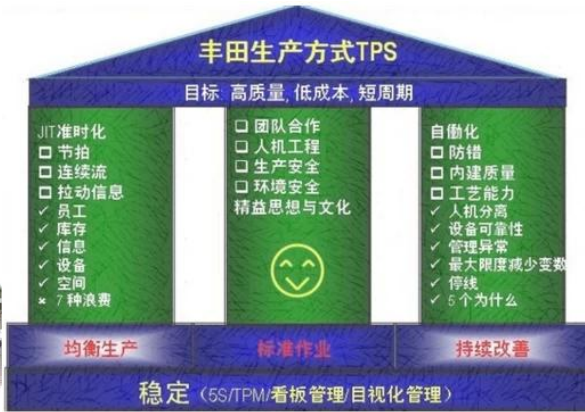 丰田生产方式TPS
目标: 高质量, 低成本, 短周期
JIT准时化
节拍
连续流
拉动信息
员工
库存
信息
设备
空间
7种浪费
团队合作
人机工程
生产安全
环境安全
精益思想与文化
自働化
防错
内建质量
工艺能力
人机分离
设备可靠性
管理异常
最大限度减少变数
停线
5个为什么
均衡生产
标准作业
持续改善
稳定（5S/TPM/看板管理/目视化管理）